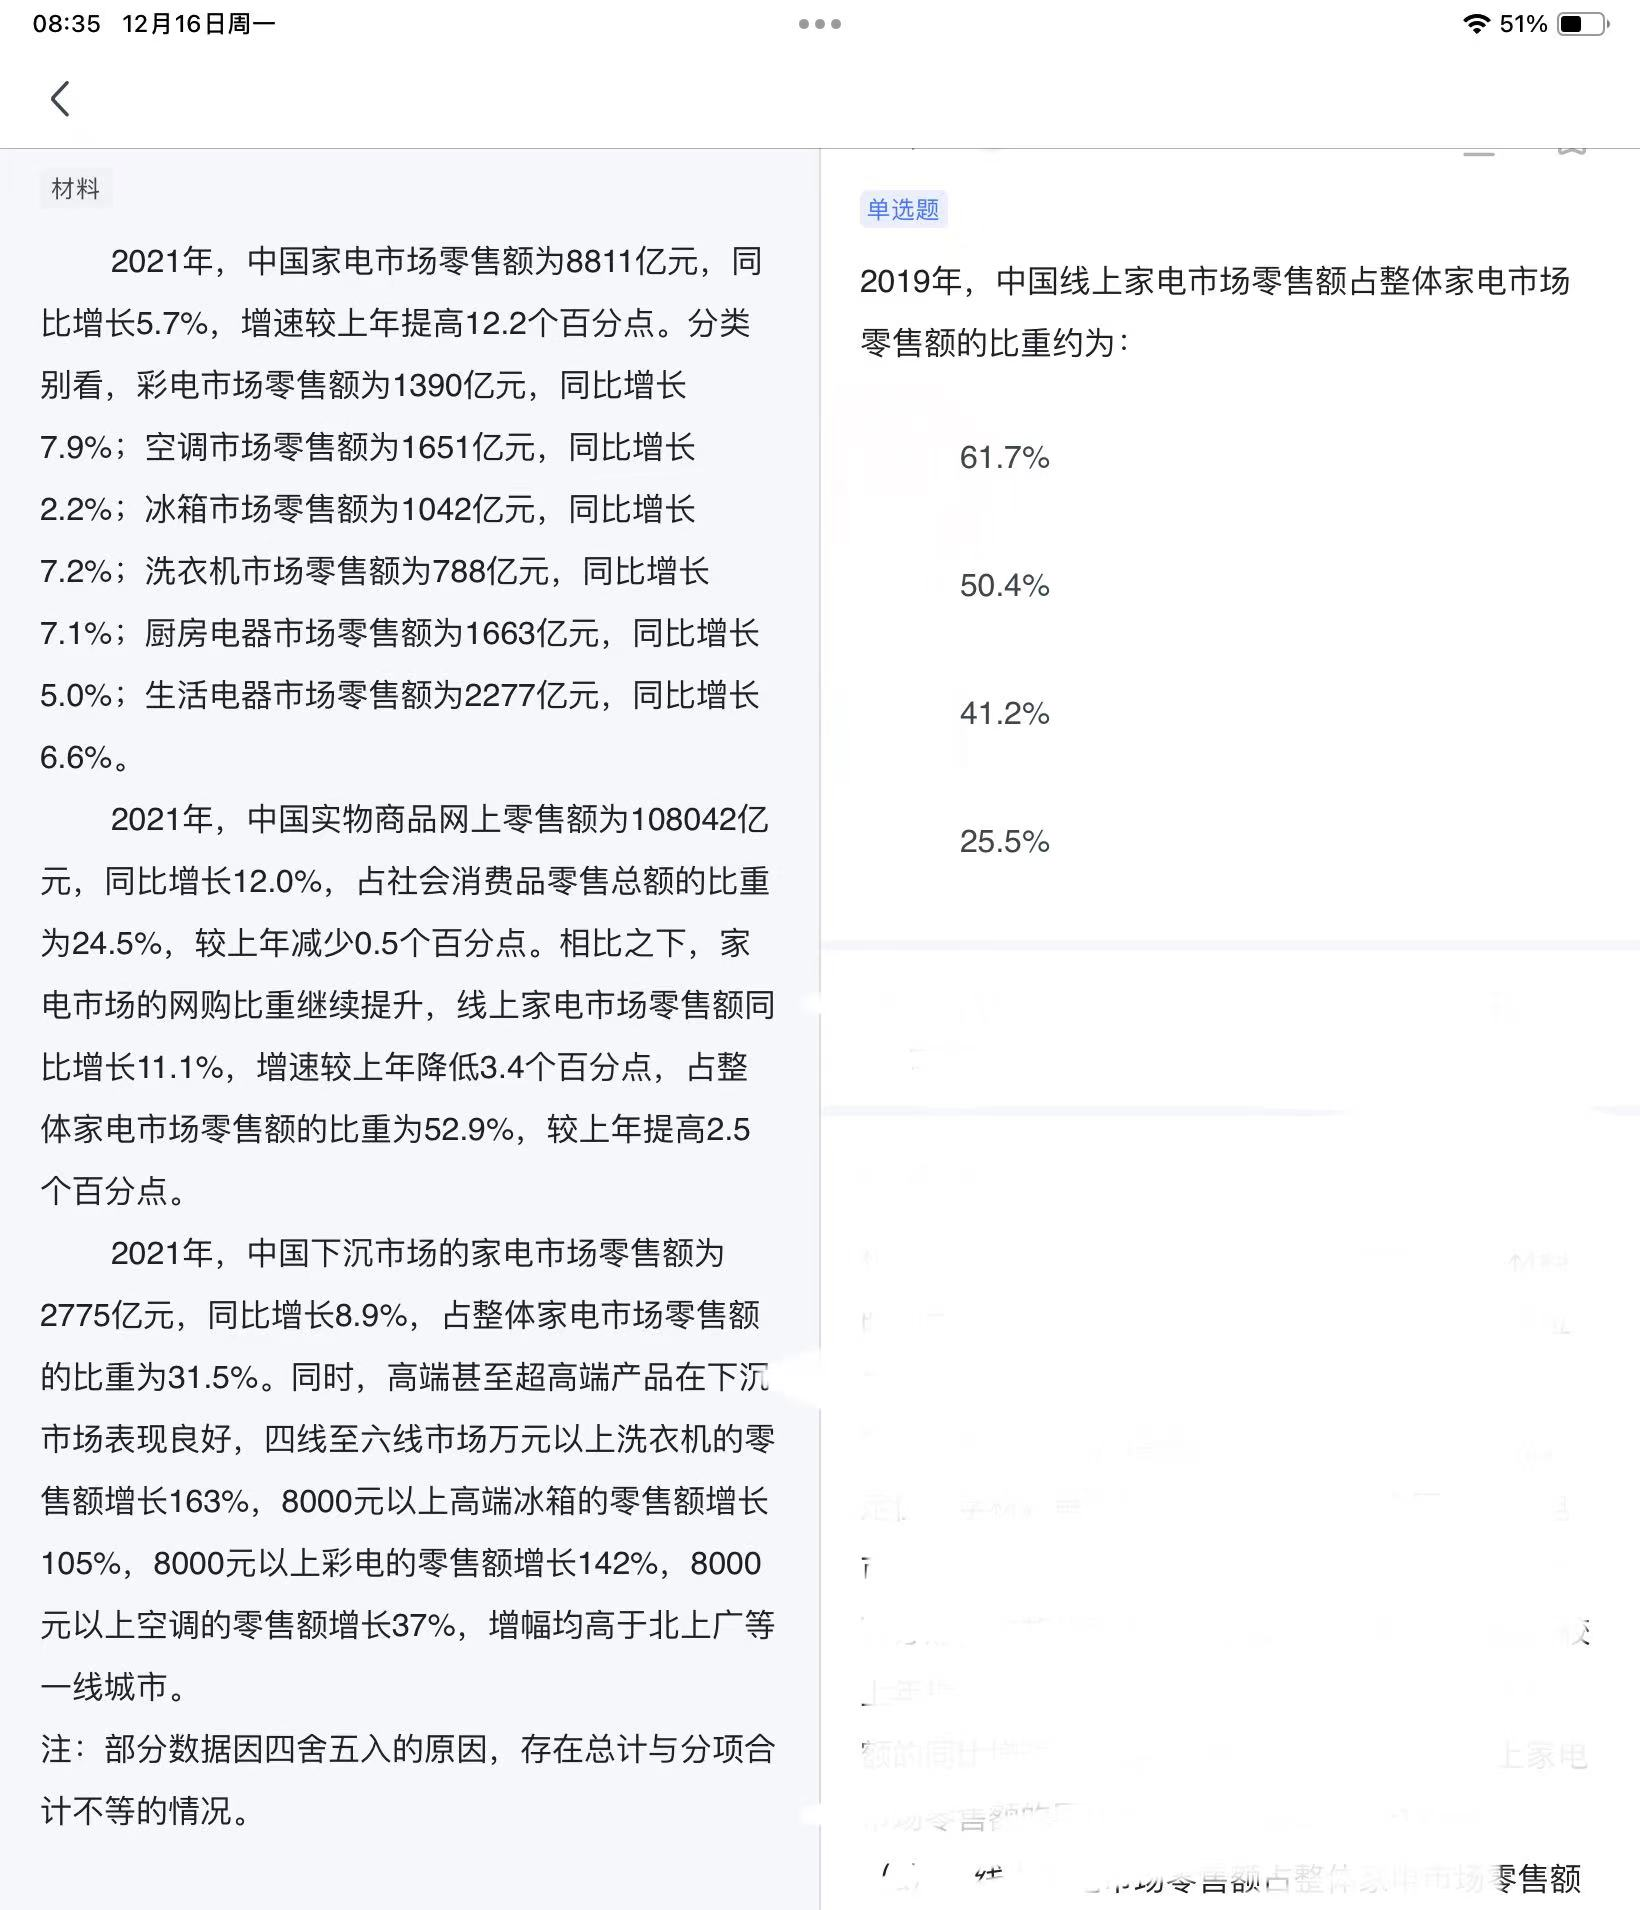 08:35 12月16日周一
51%
材料
2021年，中国家电市场零售额为8811亿元，同
比增长5.7%，增速较上年提高12.2个百分点。分类
别看，彩电市场零售额为1390亿元，同比增长
7.9%；空调市场零售额为1651亿元，同比增长
2.2%；冰箱市场零售额为1042亿元，同比增长
7.2%；洗衣机市场零售额为788亿元，同比增长
7.1%；厨房电器市场零售额为1663亿元，同比增长
5.0%；生活电器市场零售额为2277亿元，同比增长
6.6%。
2021年，中国实物商品网上零售额为108042亿
元，同比增长12.0%，占社会消费品零售总额的比重
为24.5%，较上年减少0.5个百分点。相比之下，家
电市场的网购比重继续提升，线上家电市场零售额同
比增长11.1%，增速较上年降低3.4个百分点，占整
体家电市场零售额的比重为52.9%，较上年提高2.5
个百分点。
2021年，中国下沉市场的家电市场零售额为
2775亿元，同比增长8.9%，占整体家电市场零售额
的比重为31.5%。同时，高端甚至超高端产品在下沉
市场表现良好，四线至六线市场万元以上洗衣机的零
售额增长163%，8000元以上高端冰箱的零售额增长
105%，8000元以上彩电的零售额增长142%，8000
元以上空调的零售额增长37%，增幅均高于北上广等
一线城市。
注：部分数据因四舍五入的原因，存在总计与分项合
计不等的情况。
单选题
2019年，中国线上家电市场零售额占整体家电市场
零售额的比重约为：
61.7%
50.4%
41.2%
25.5%
上家电
市场零售额占整体家电市场零售额